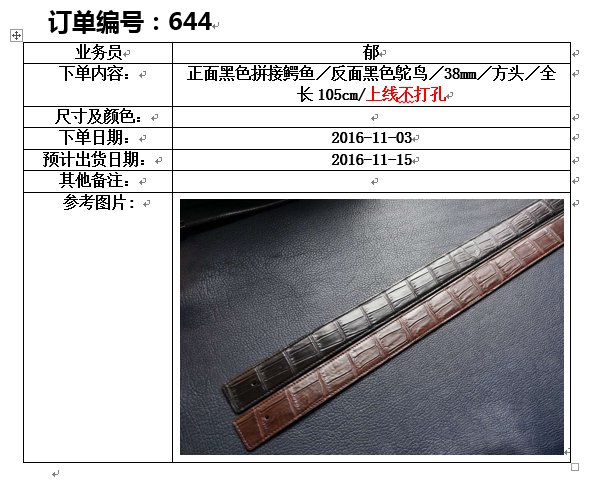 订单编号：644
业务员 郁
下单内容： 正面黑色拼接鳄鱼／反面黑色鸵鸟／38mm／方头／全
长 105cm/上线不打孔
尺寸及颜色：
下单日期： 2016-11-03
预计出货日期： 2016-11-15
其他备注：
参考图片：